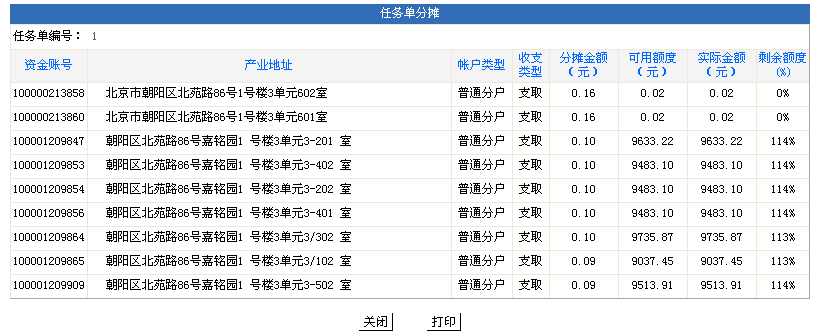 任务单分摊
任务单编号： 1
资金账号 产业地址 帐户类型 收支类型 分摊金额（元） 可用额度（元） 实际金额（元） 剩余额度(%)
100000213858 北京市朝阳区北苑路86号1号楼3单元602室 普通分户 支取 0.16 0.02 0.02 0%
100000213860 北京市朝阳区北苑路86号1号楼3单元601室 普通分户 支取 0.16 0.02 0.02 0%
100001209847 朝阳区北苑路86号嘉铭园1 号楼3单元3-201 室 普通分户 支取 0.10 9633.22 9633.22 114%
100001209853 朝阳区北苑路86号嘉铭园1 号楼3单元3-402 室 普通分户 支取 0.10 9483.10 9483.10 114%
100001209854 朝阳区北苑路86号嘉铭园1 号楼3单元3-202 室 普通分户 支取 0.10 9483.10 9483.10 114%
100001209856 朝阳区北苑路86号嘉铭园1 号楼3单元3-401 室 普通分户 支取 0.10 9483.10 9483.10 114%
100001209864 朝阳区北苑路86号嘉铭园1 号楼3单元3/302 室 普通分户 支取 0.10 9735.87 9735.87 113%
100001209865 朝阳区北苑路86号嘉铭园1 号楼3单元3/102 室 普通分户 支取 0.09 9037.45 9037.45 113%
100001209909 朝阳区北苑路86号嘉铭园1 号楼3单元3-502 室 普通分户 支取 0.09 9513.91 9513.91 114%
关闭 打印